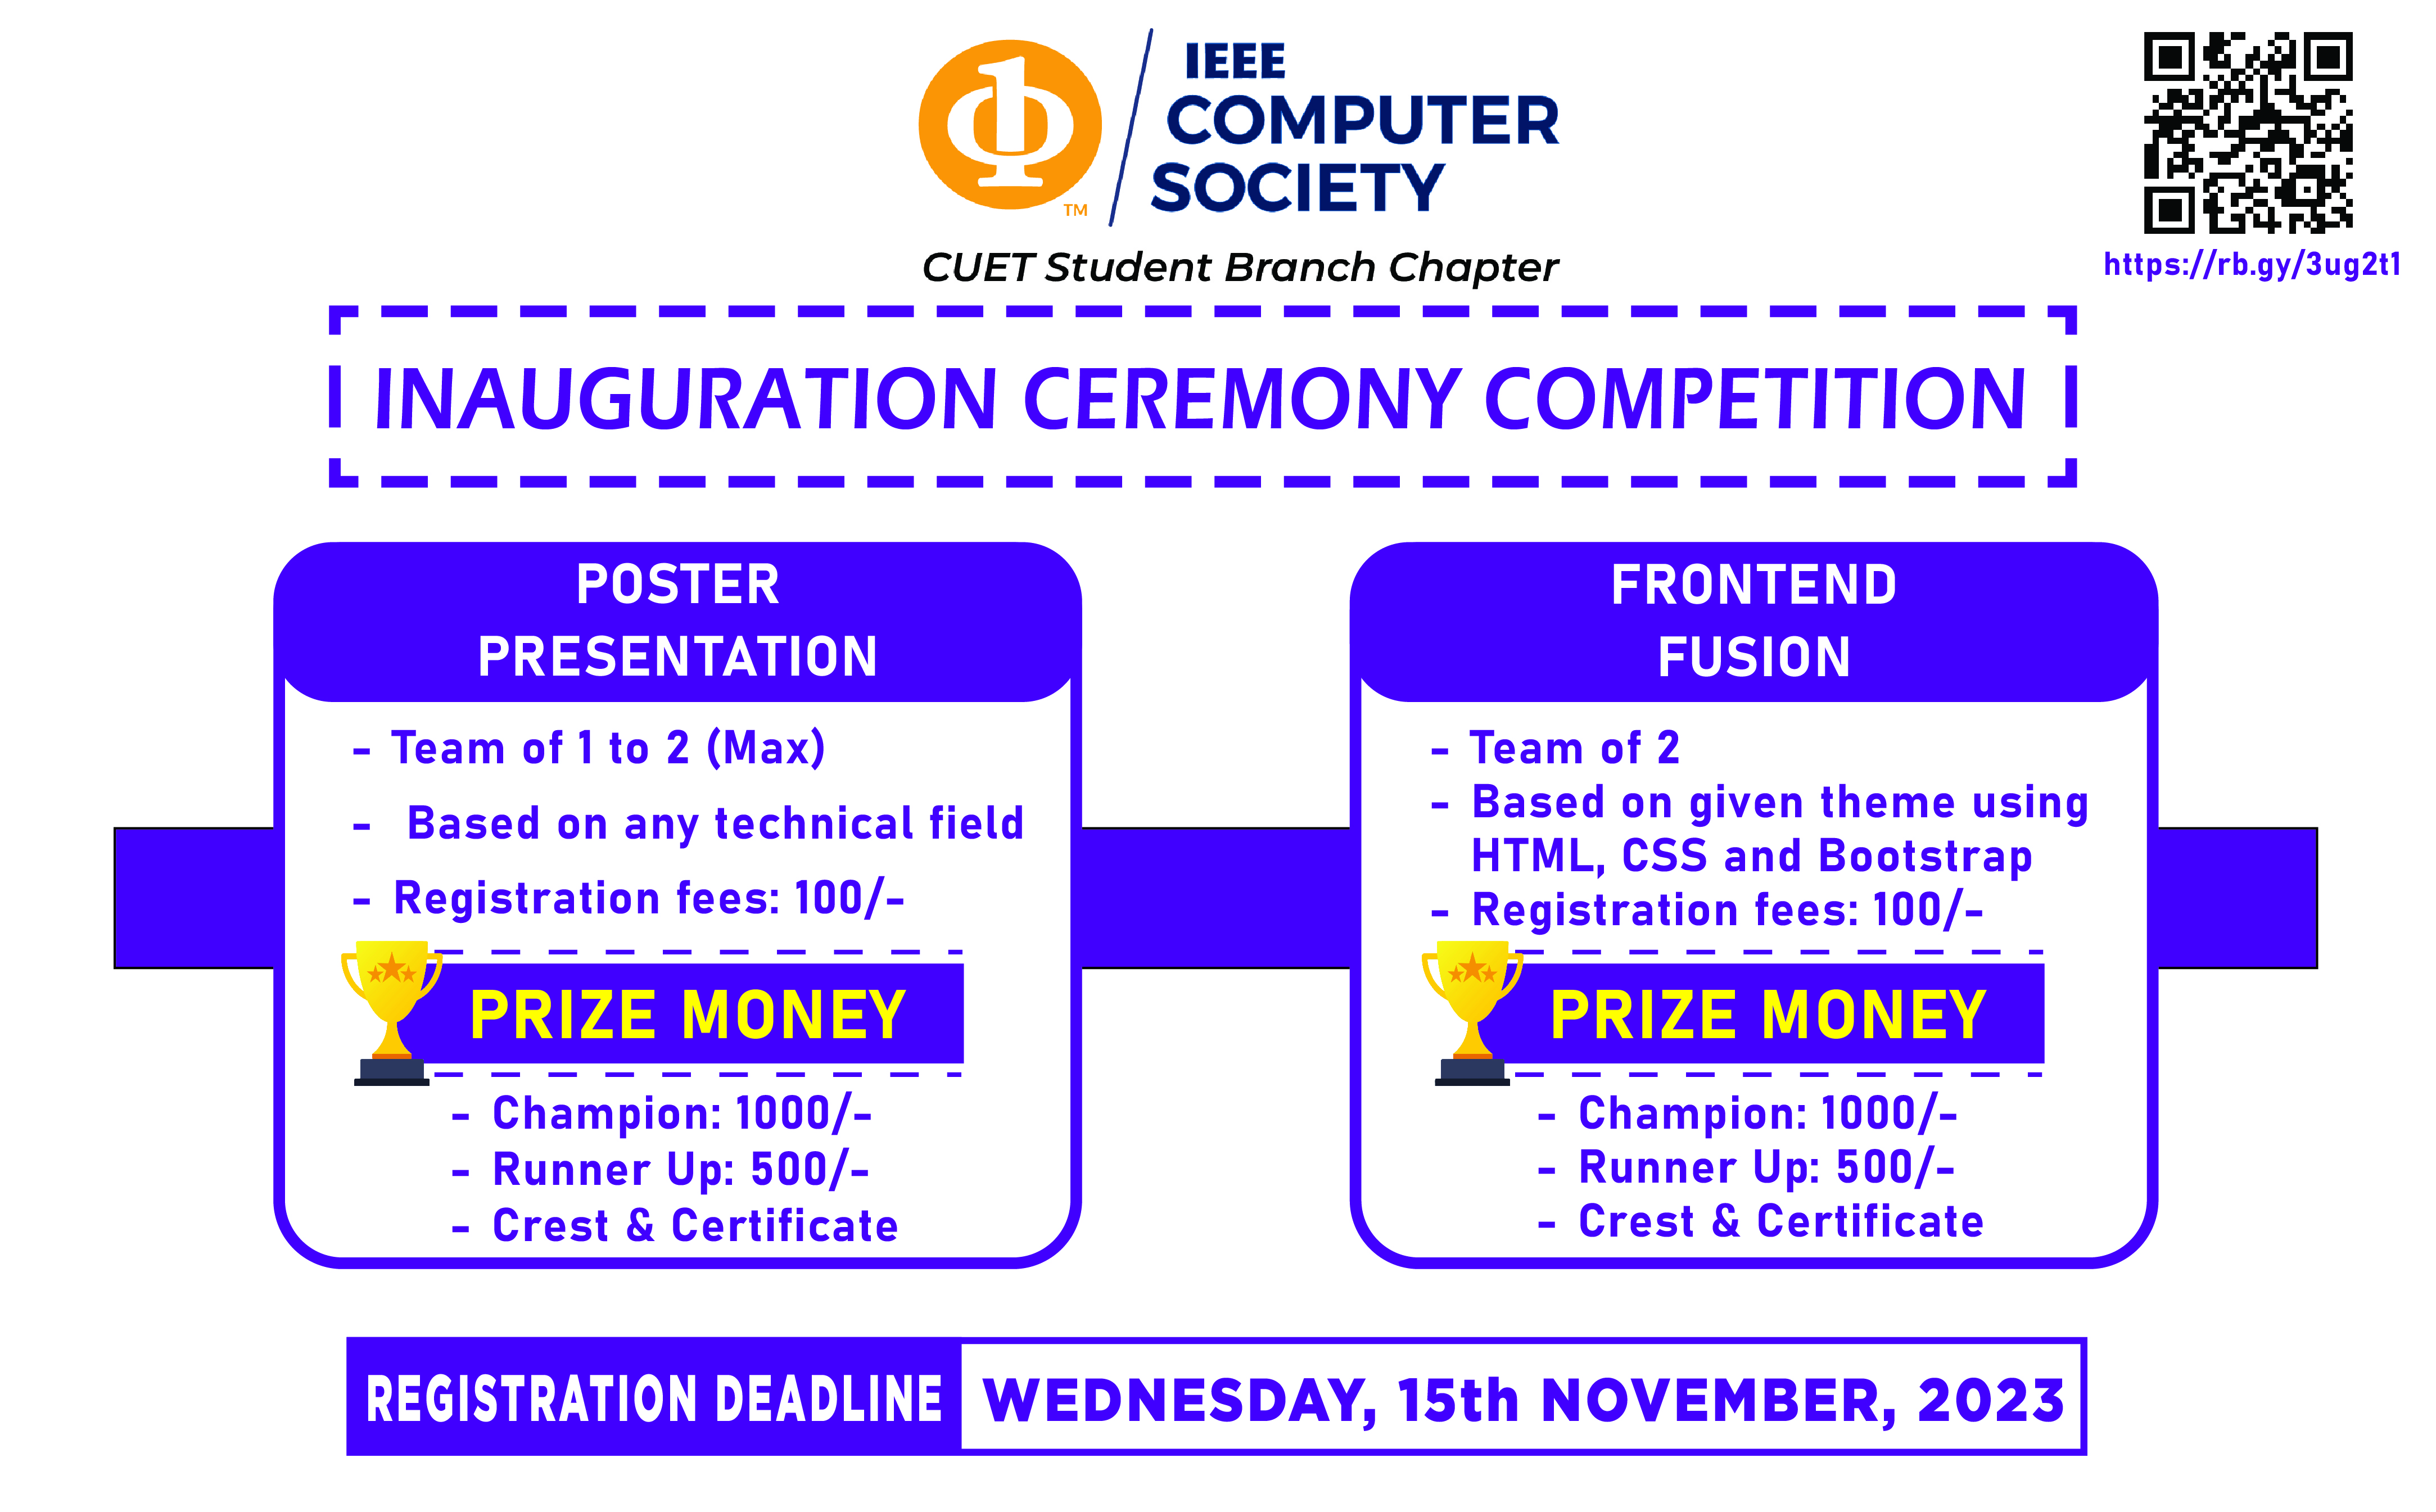 IEEE
COMPUTER
SOCIETY
TM
CUET Student Branch Chapter
https://rb.gy/3ug2t1
INAUGURATION CEREMONY COMPETITION
POSTER
PRESENTATION
- Team of 1 to 2 (Max)
- Based on any technical field
- Registration fees: 100/-
PRIZE MONEY
- Champion: 1000/-
- Runner Up: 500/-
- Crest & Certificate
FRONTEND
FUSION
- Team of 2
- Based on given theme using
HTML, CSS and Bootstrap
- Registration fees: 100/-
PRIZE MONEY
- Champion: 1000/-
- Runner Up: 500/-
- Crest & Certificate
REGISTRATION DEADLINE WEDNESDAY, 15th NOVEMBER, 2023